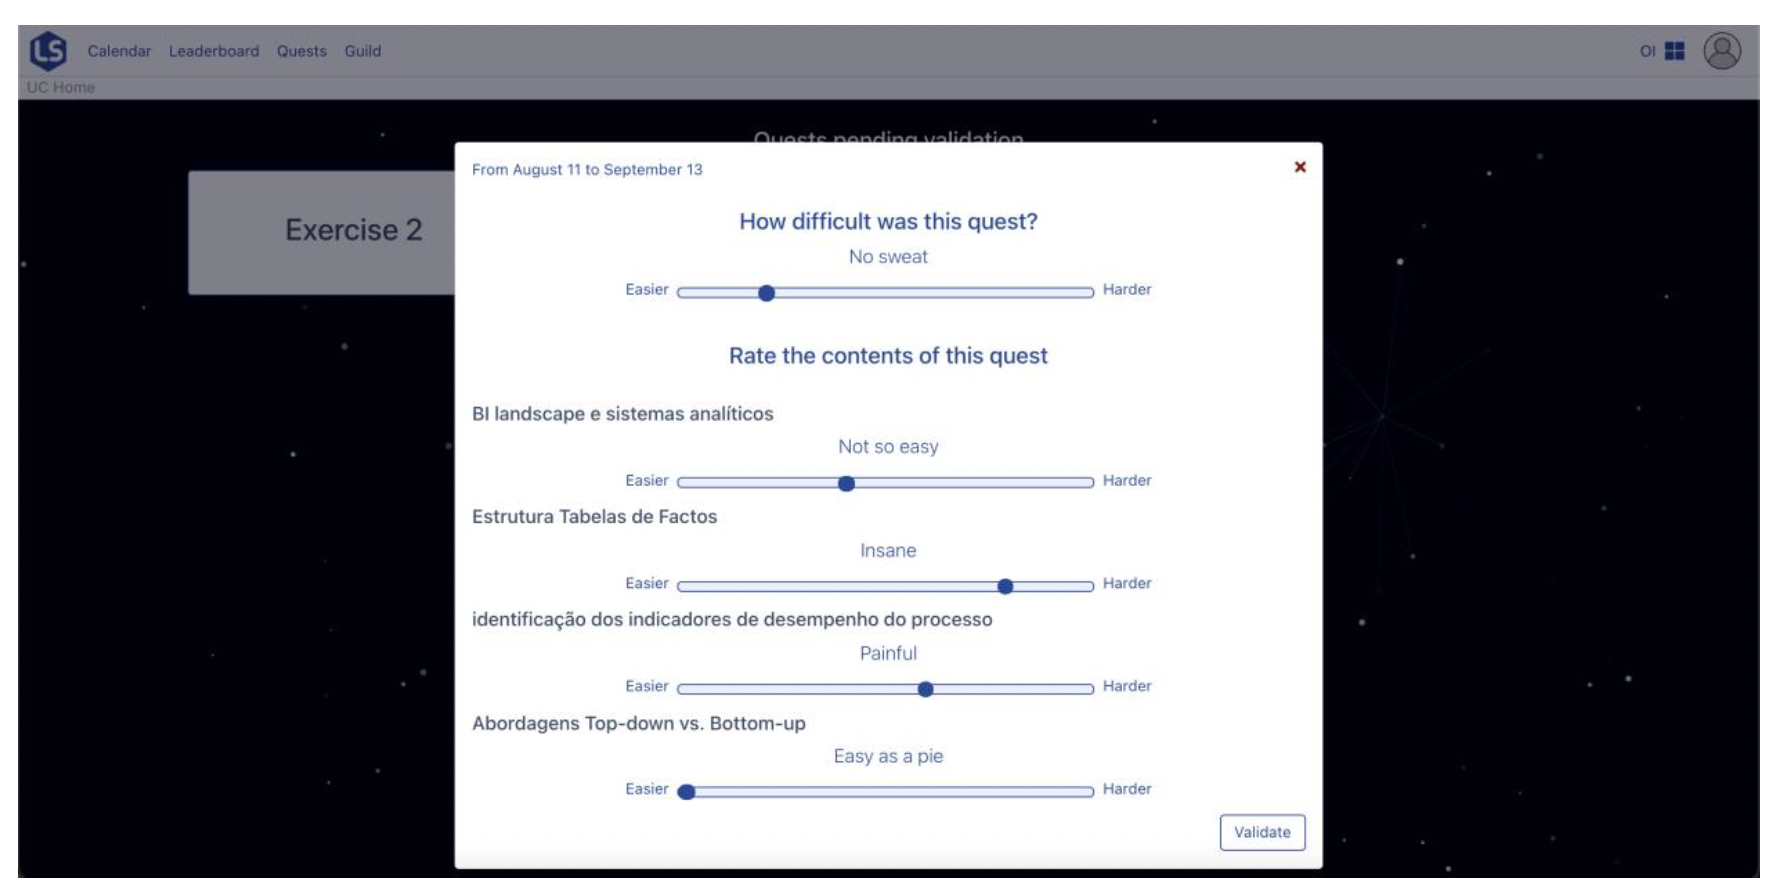 LS Calendar Leaderboard Quests Guild OI
UC Home
Quests pending validation
Exercise 2
From August 11 to September 13
How difficult was this quest?
No sweat
Easier Harder
Rate the contents of this quest
BI landscape e sistemas analíticos
Not so easy
Easier Harder
Estrutura Tabelas de Factos
Insane
Easier Harder
identificação dos indicadores de desempenho do processo
Painful
Easier Harder
Abordagens Top-down vs. Bottom-up
Easy as a pie
Easier Harder
Validate